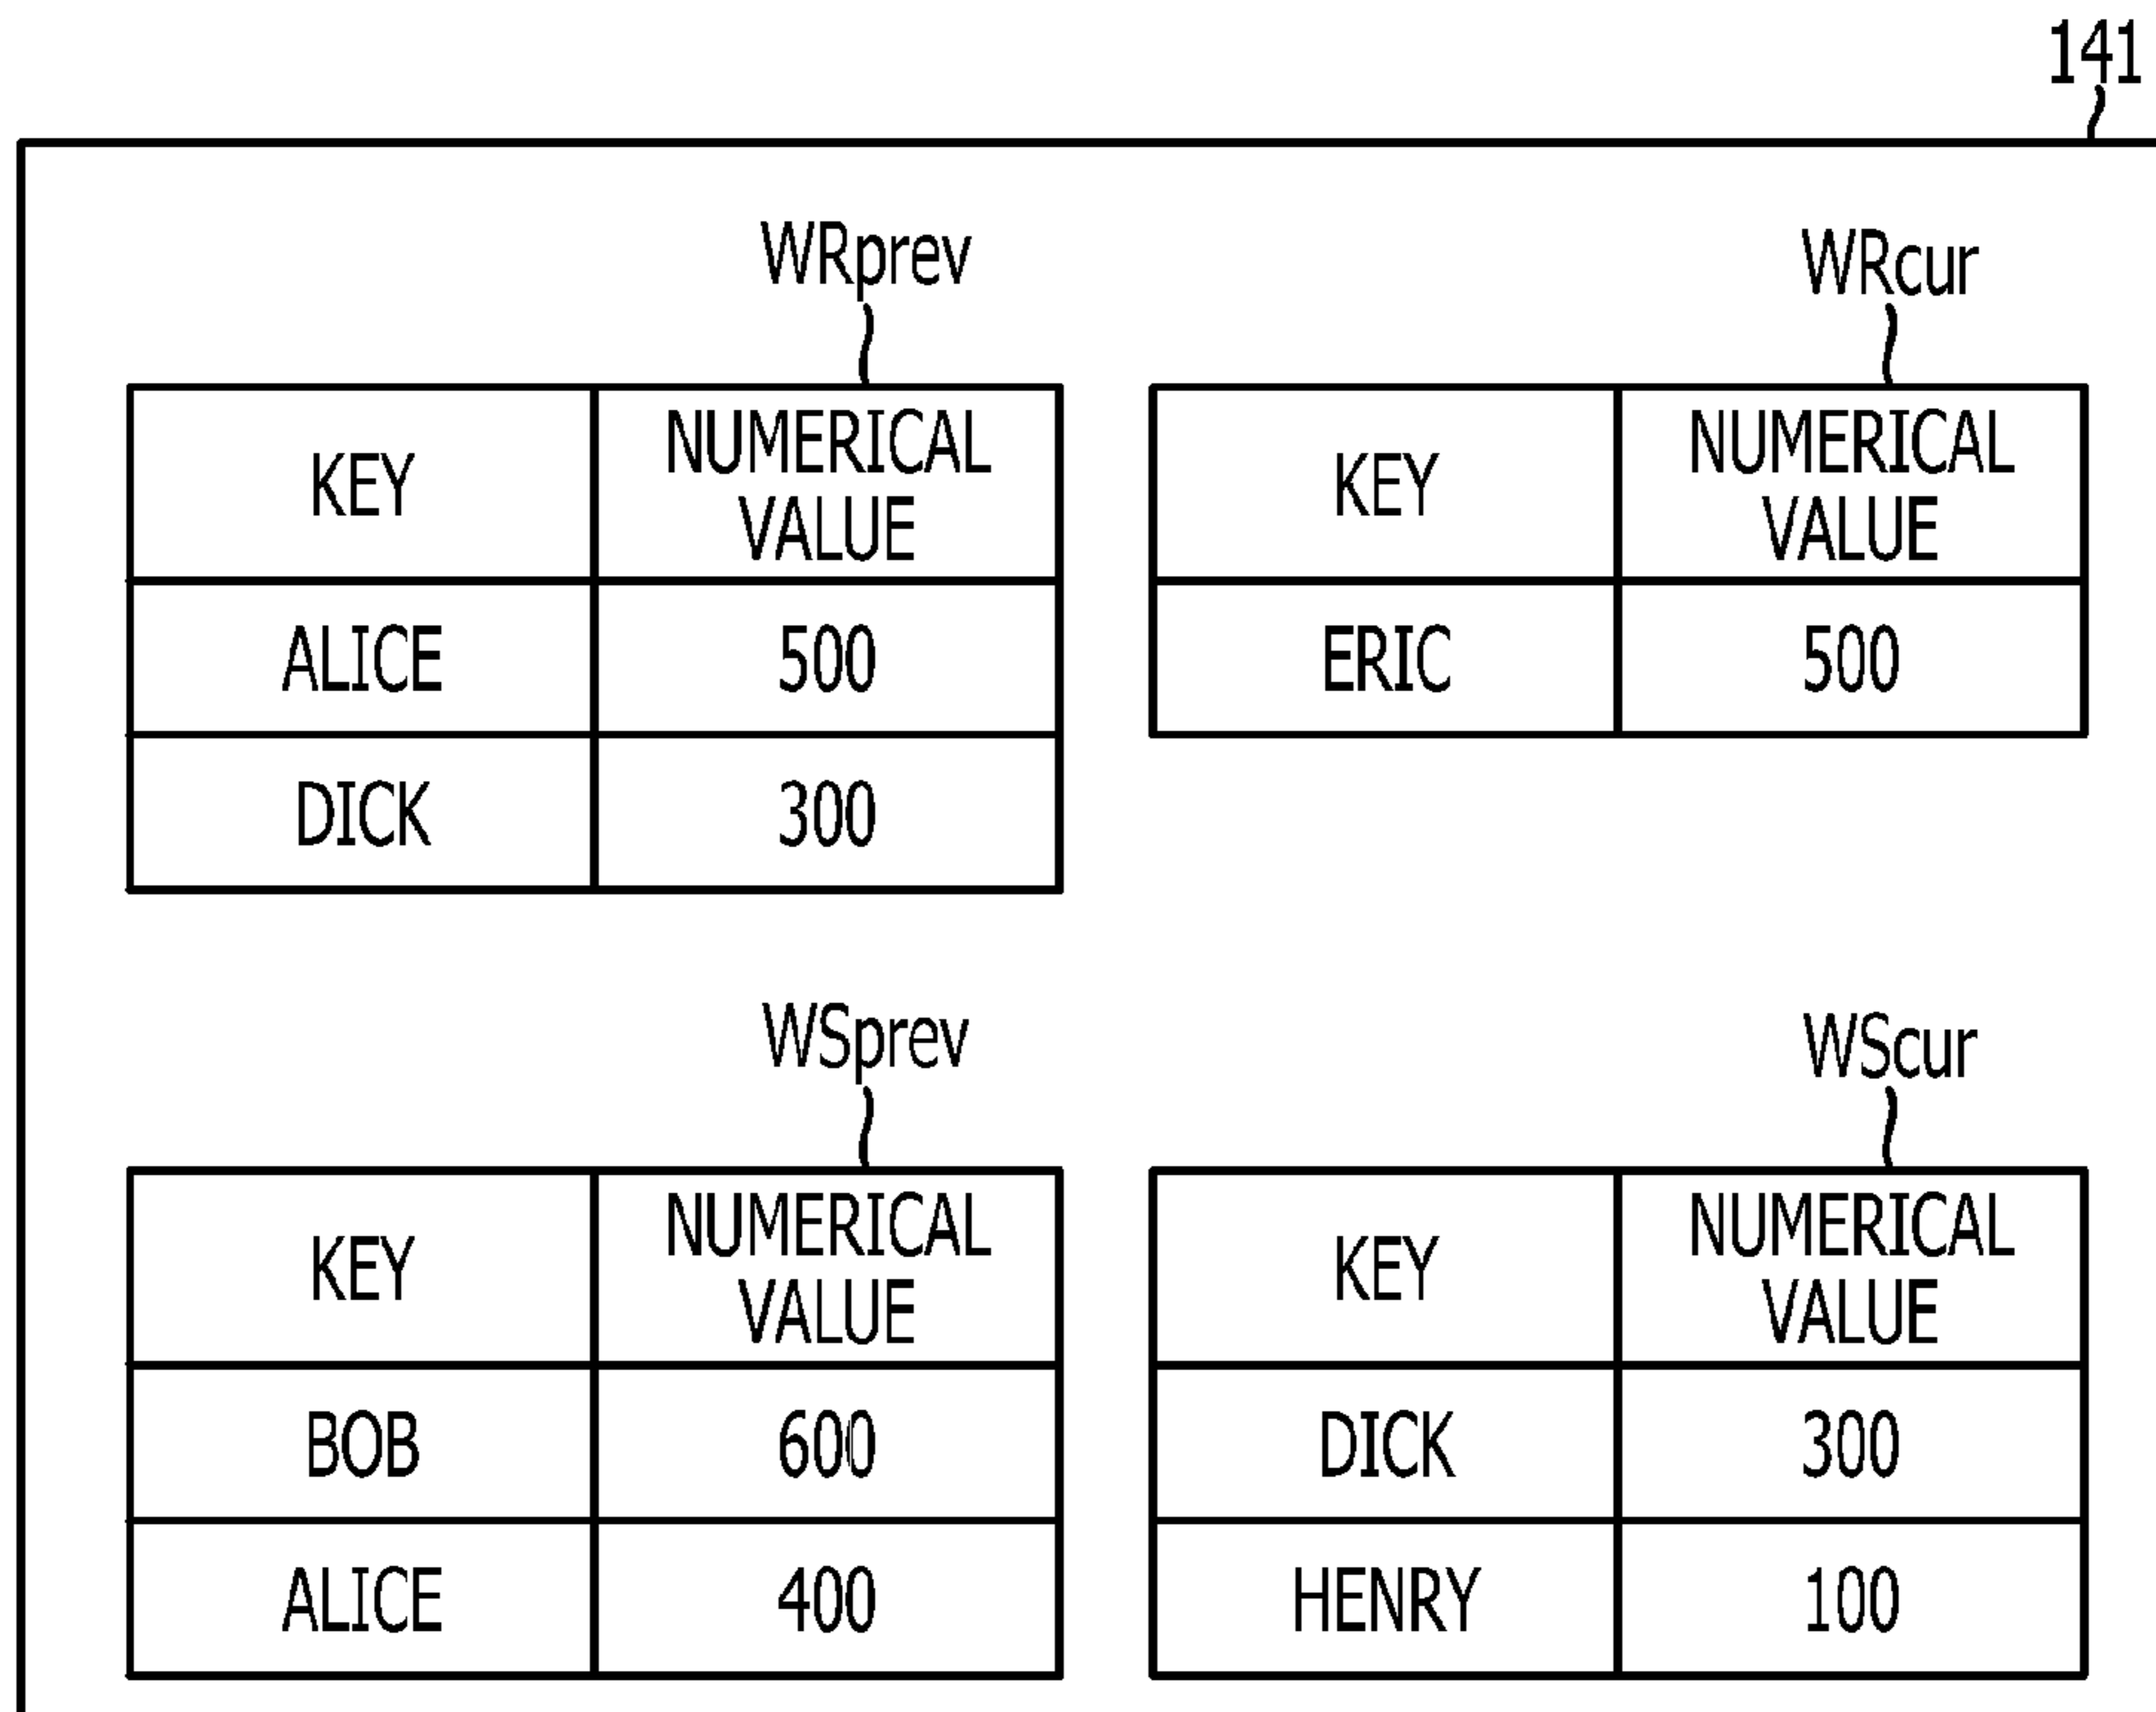 141
WRprev
WRcur
KEY
NUMERICAL
VALUE
ALICE
500
DICK
300
KEY
NUMERICAL
VALUE
ERIC
500
WSprev
WScur
KEY
NUMERICAL
VALUE
BOB
600
ALICE
400
KEY
NUMERICAL
VALUE
DICK
300
HENRY
100